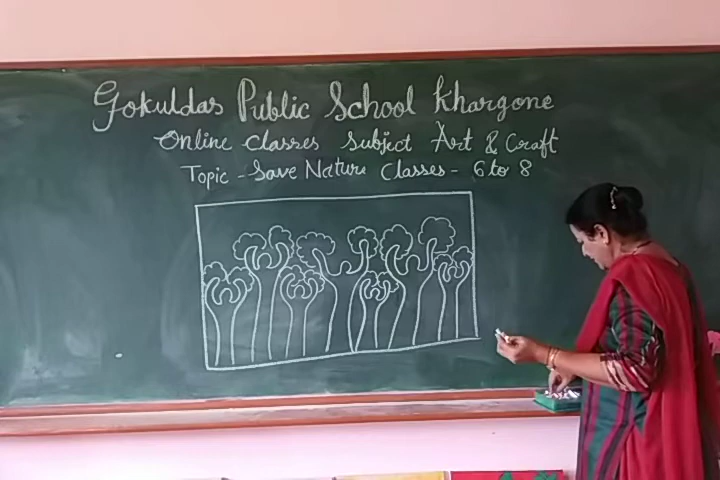 Gokuldas Public School Khargone
Online Classes Subject Art & Craft
Topic - Save Nature Classes - 6 to 8